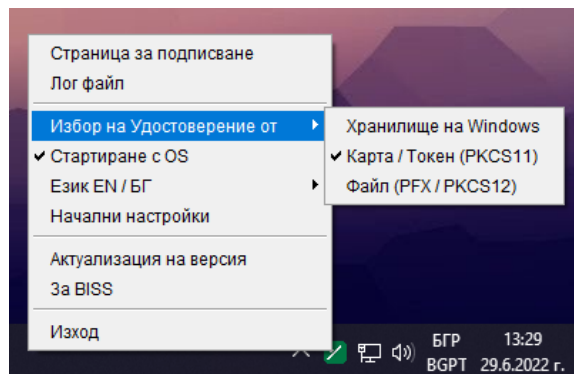 Страница за подписване
Лог файл
Избор на Удостоверение от
Стартиране с OS
Език EN / БГ
Начални настройки
Актуализация на версия
За BISS
Изход
Хранилище на Windows
Карта / Токен (PKCS11)
Файл (PFX / PKCS12)
БГР
BGPT
13:29
29.6.2022 г.